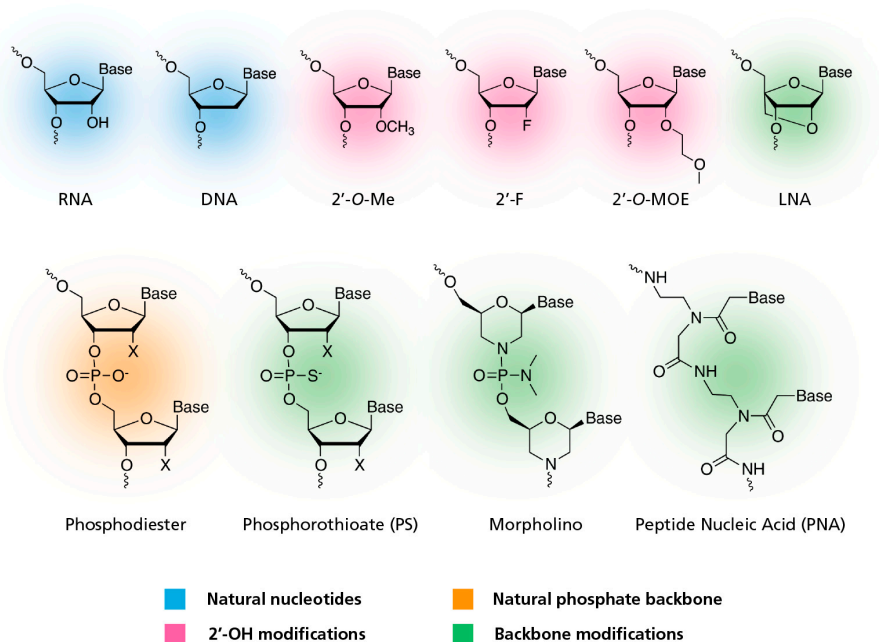 O Base O O OH
O Base O O
O Base O O OCH3
O Base O O F
O Base O O O O
O Base O O O
RNA DNA 2’-O-Me 2’-F 2’-O-MOE LNA
O Base O O X O=P-O- O Base O O X
O Base O O X O=P-S- O Base O O X
O O Base N O=P-N O O Base N
NH Base N O O NH Base N O O NH
Phosphodiester Phosphorothioate (PS) Morpholino Peptide Nucleic Acid (PNA)
Natural nucleotides Natural phosphate backbone
2’-OH modifications Backbone modifications